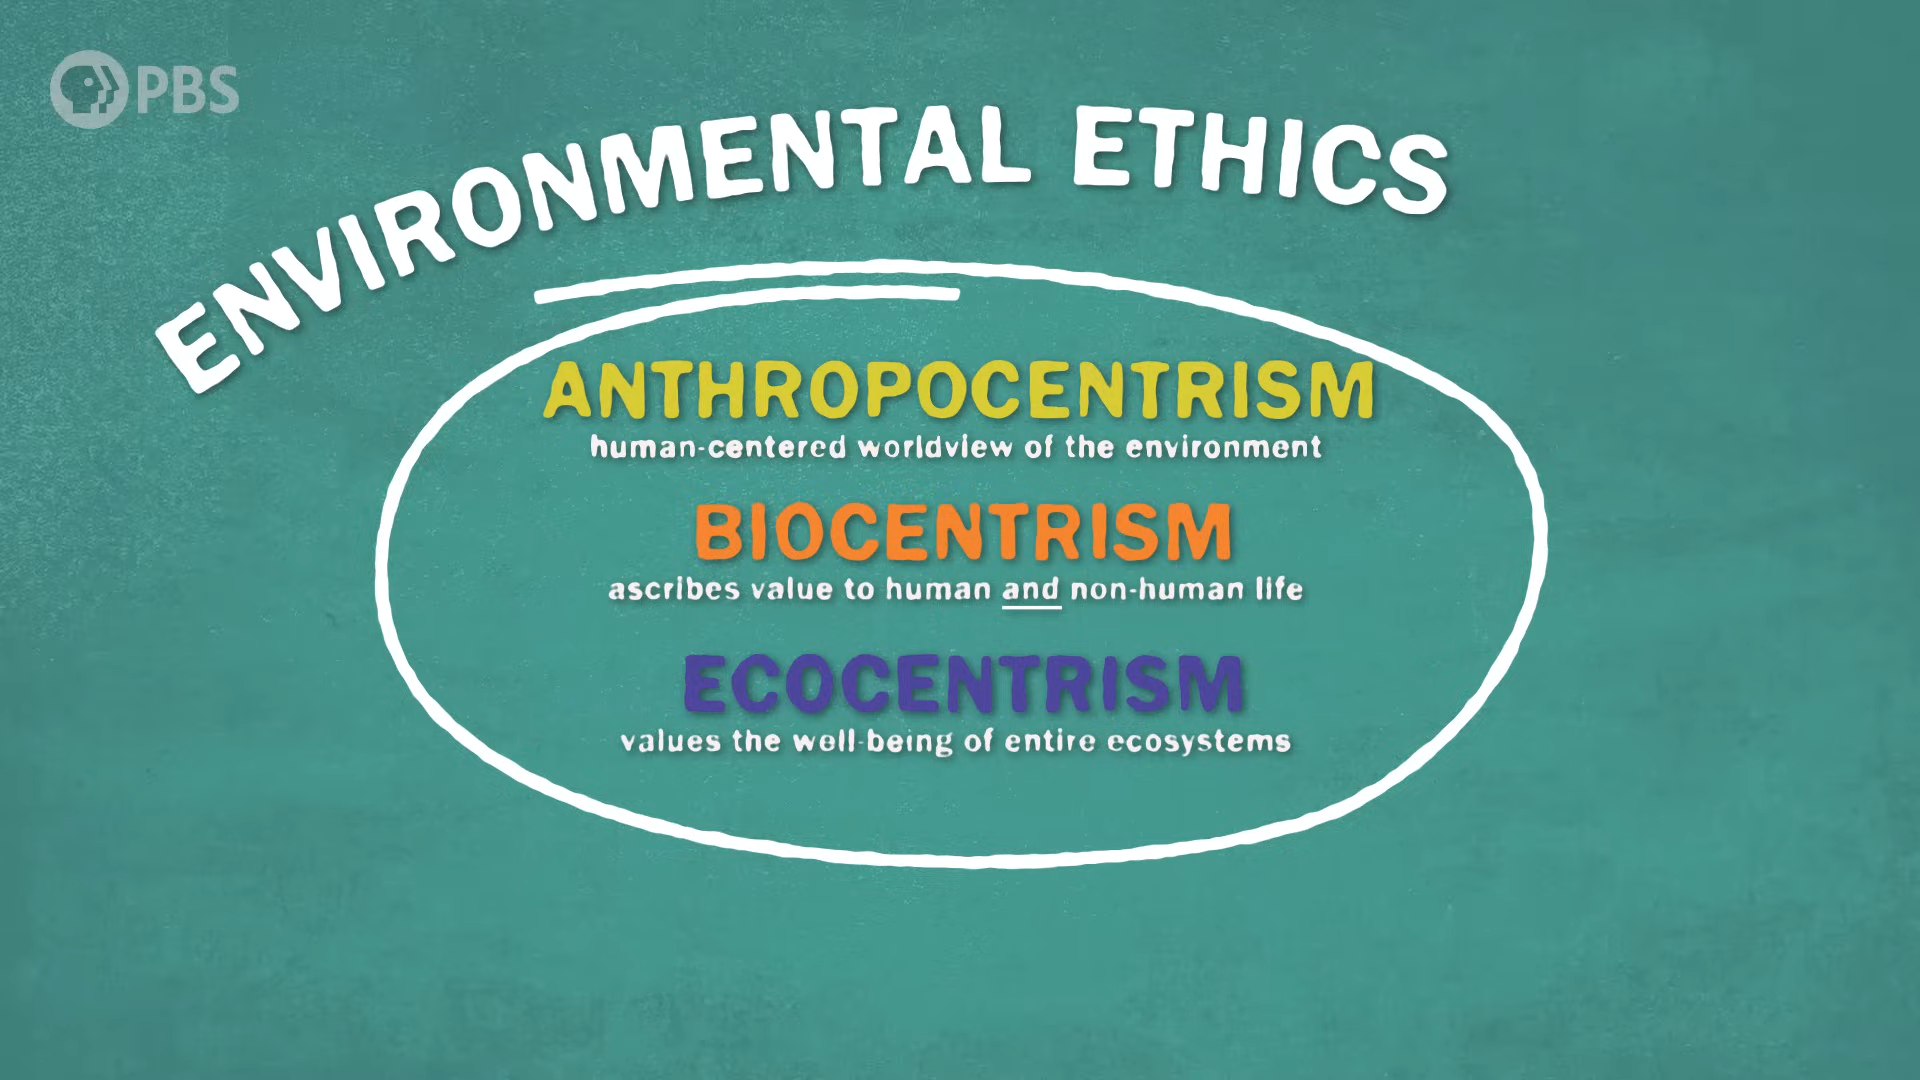 PBS
ENVIRONMENTAL ETHICS
ANTHROPOCENTRISM
human-centered worldview of the environment
BIOCENTRISM
ascribes value to human and non-human life
ECOCENTRISM
values the well-being of entire ecosystems